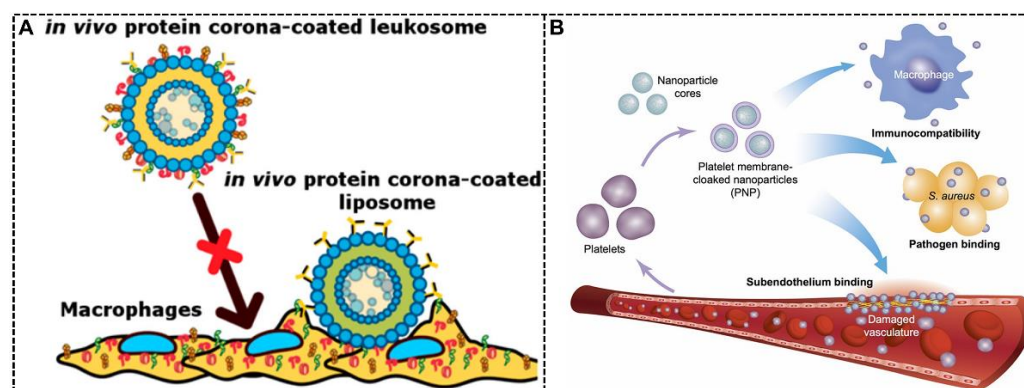 A
in vivo protein corona-coated leukosome
in vivo protein corona-coated
liposome
Macrophages
B
Nanoparticle
cores
Macrophage
Immunocompatibility
Platelet membrane-
cloaked nanoparticles
(PNP)
S. aureus
Pathogen binding
Platelets
Subendothelium binding
Damaged
vasculature